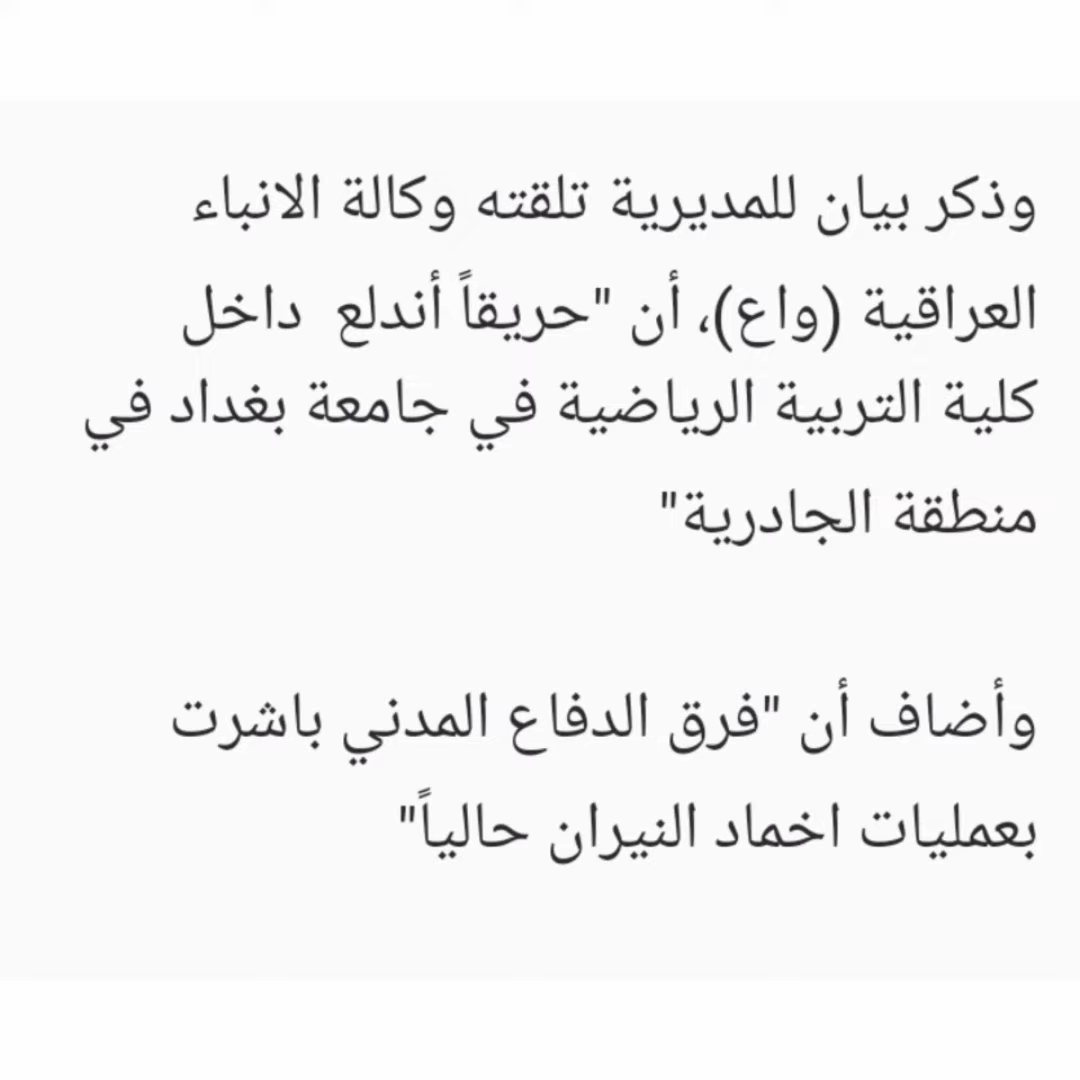 وذكر بيان للمديرية تلقته وكالة الانباء
العراقية (واع)، أن "حريقاً أندلع داخل
كلية التربية الرياضية في جامعة بغداد في
منطقة الجادرية"
وأضاف أن "فرق الدفاع المدني باشرت
بعمليات اخماد النيران حالياً"